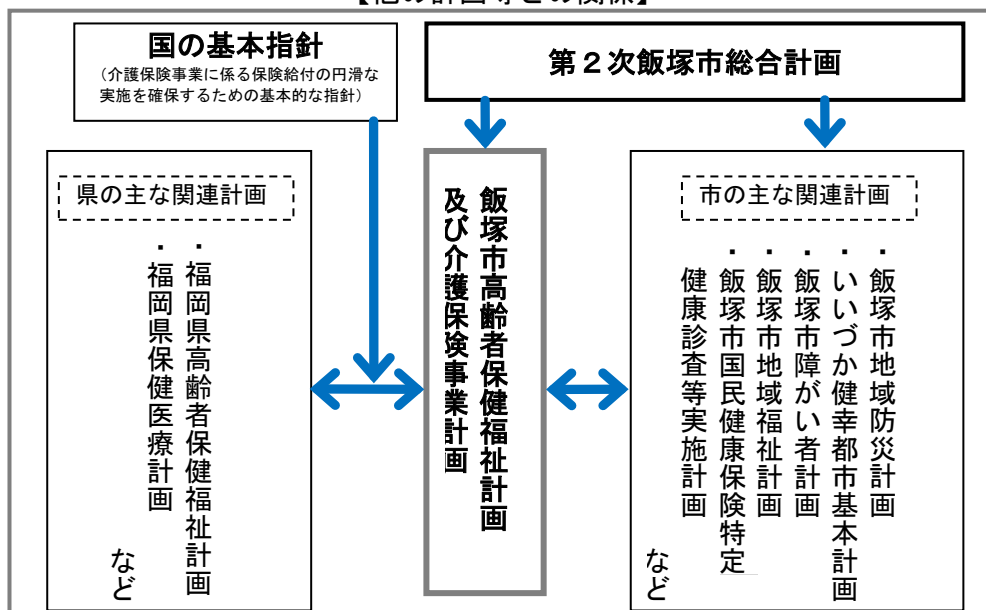 【他の計画等との関係】
国の基本指針
（介護保険事業に係る保険給付の円滑な
実施を確保するための基本的な指針）
第２次飯塚市総合計画
県の主な関連計画
・福岡県高齢者保健福祉計画
・福岡県保健医療計画
など
飯塚市高齢者保健福祉計画
及び介護保険事業計画
市の主な関連計画
・飯塚市地域防災計画
・いいづか健幸都市基本計画
・飯塚市障がい者計画
・飯塚市地域福祉計画
・飯塚市国民健康保険特定
健康診査等実施計画
など